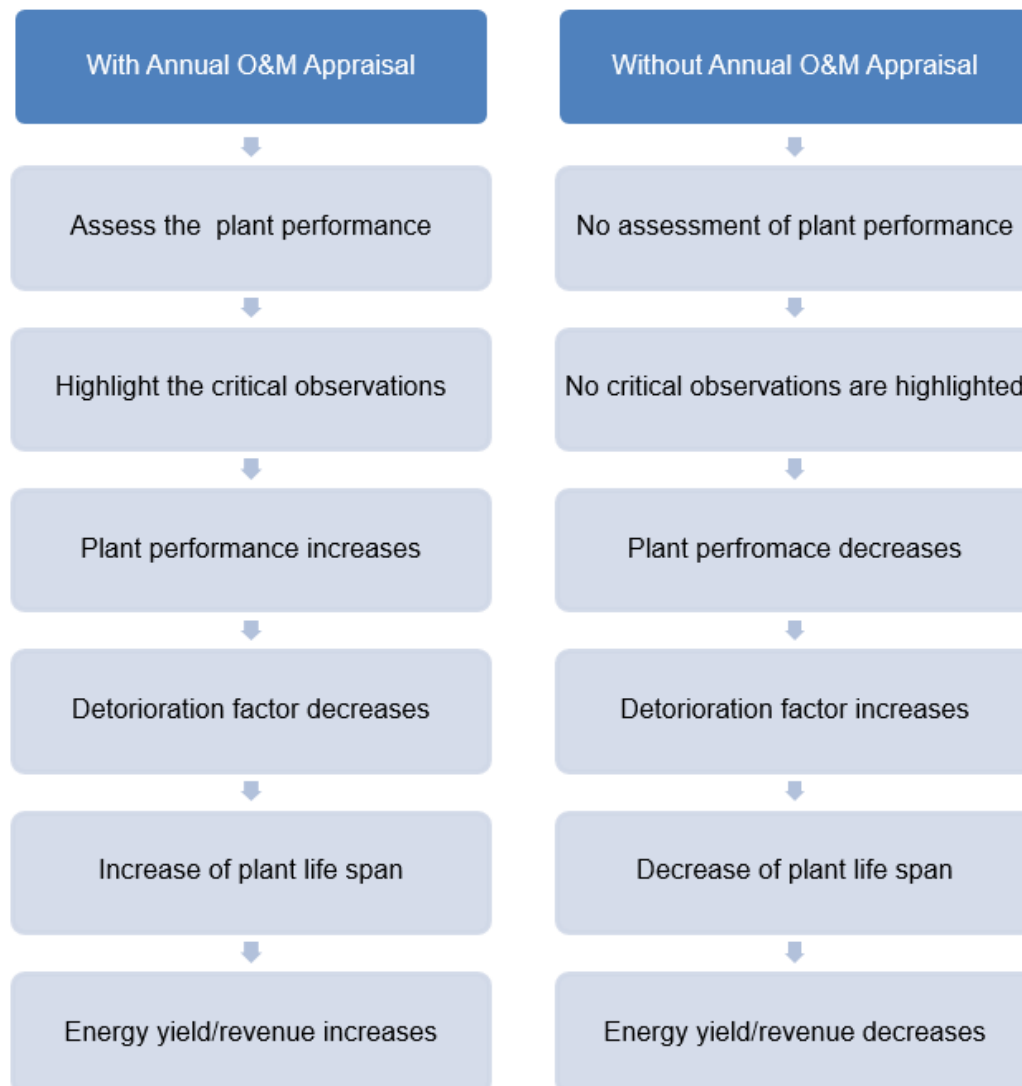 With Annual O&M Appraisal
Assess the plant performance
Highlight the critical observations
Plant performance increases
Detorioration factor decreases
Increase of plant life span
Energy yield/revenue increases
Without Annual O&M Appraisal
No assessment of plant performance
No critical observations are highlighted
Plant perfromace decreases
Detorioration factor increases
Decrease of plant life span
Energy yield/revenue decreases